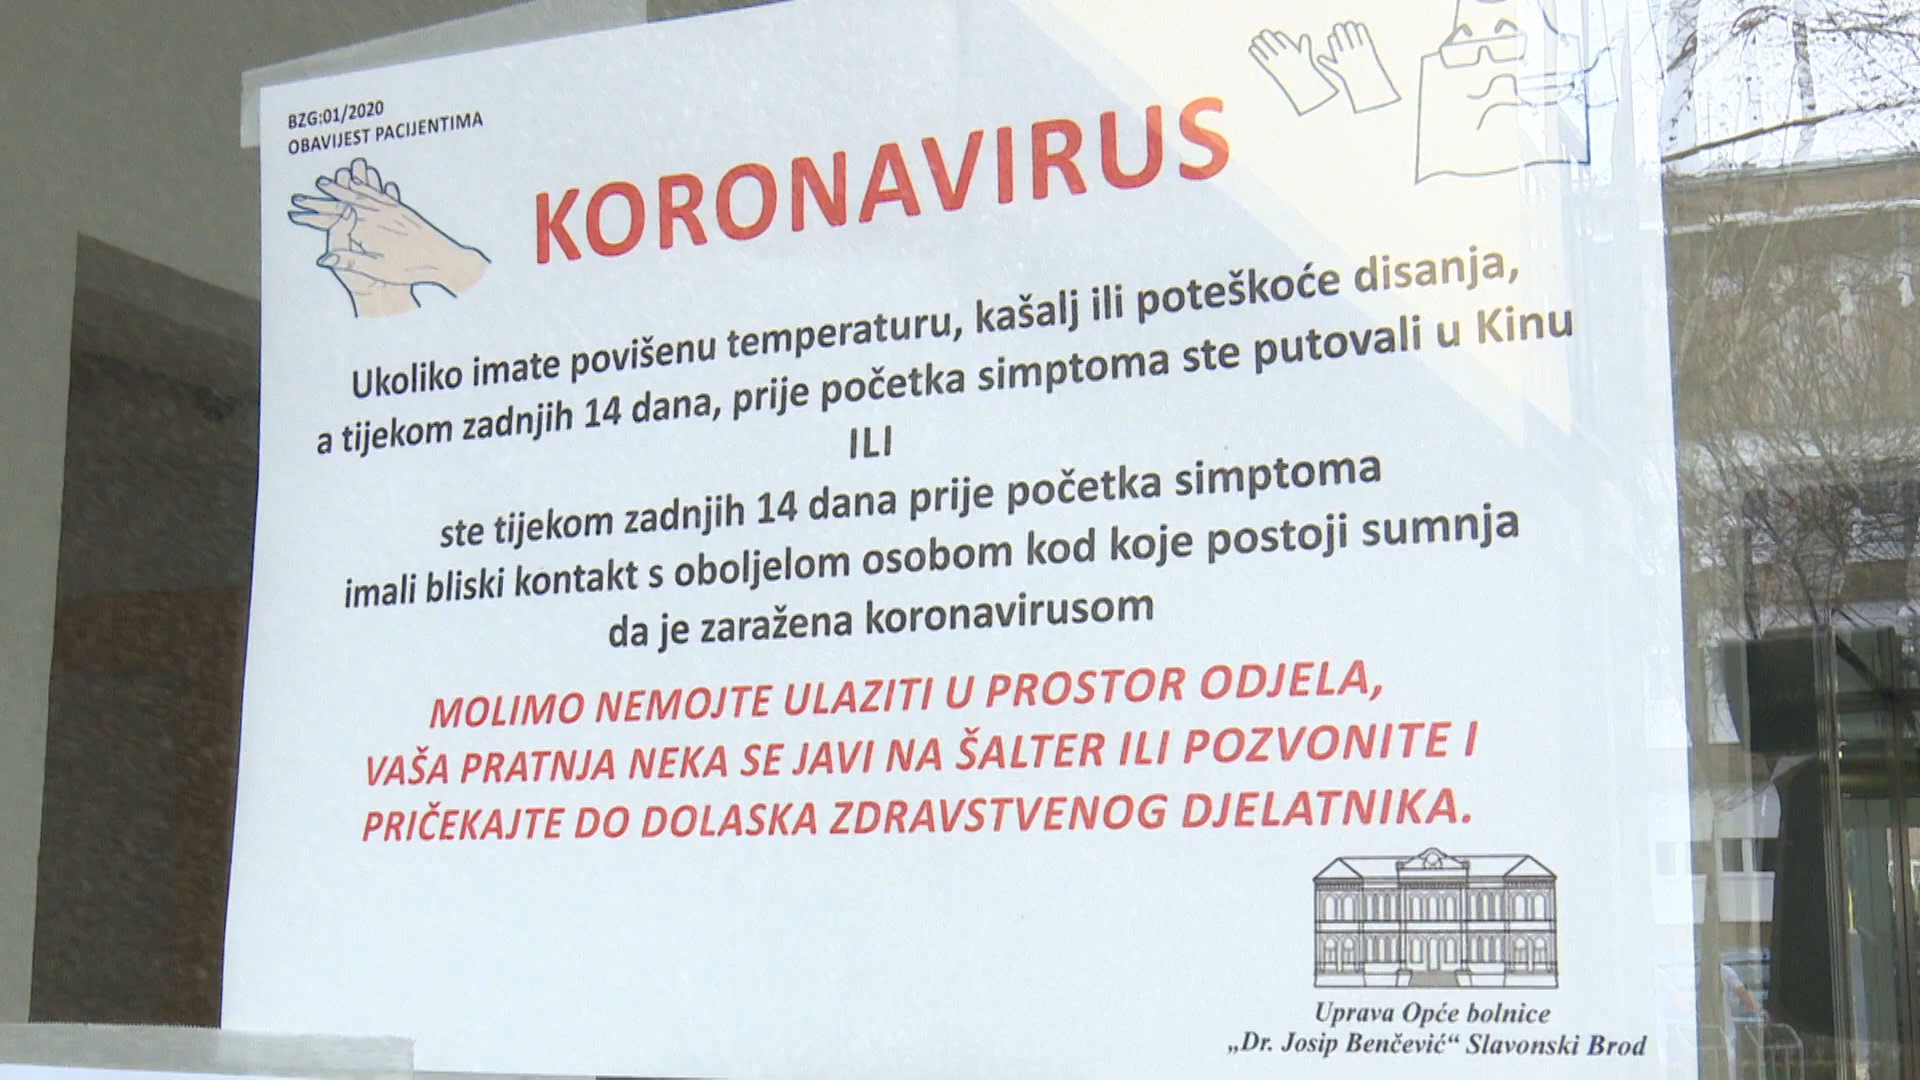 BZG:01/2020
OBAVIJEST PACIJENTIMA
KORONAVIRUS
Ukoliko imate povišenu temperaturu, kašalj ili poteškoće disanja,
a tijekom zadnjih 14 dana, prije početka simptoma ste putovali u Kinu
ILI
ste tijekom zadnjih 14 dana prije početka simptoma
imali bliski kontakt s oboljelom osobom kod koje postoji sumnja
da je zaražena koronavirusom
MOLIMO NEMOJTE ULAZITI U PROSTOR ODJELA,
VAŠA PRATNJA NEKA SE JAVI NA ŠALTER ILI POZVONITE I
PRIČEKAJTE DO DOLASKA ZDRAVSTVENOG DJELATNIKA.
Uprava Opće bolnice
„Dr. Josip Benčević“ Slavonski Brod